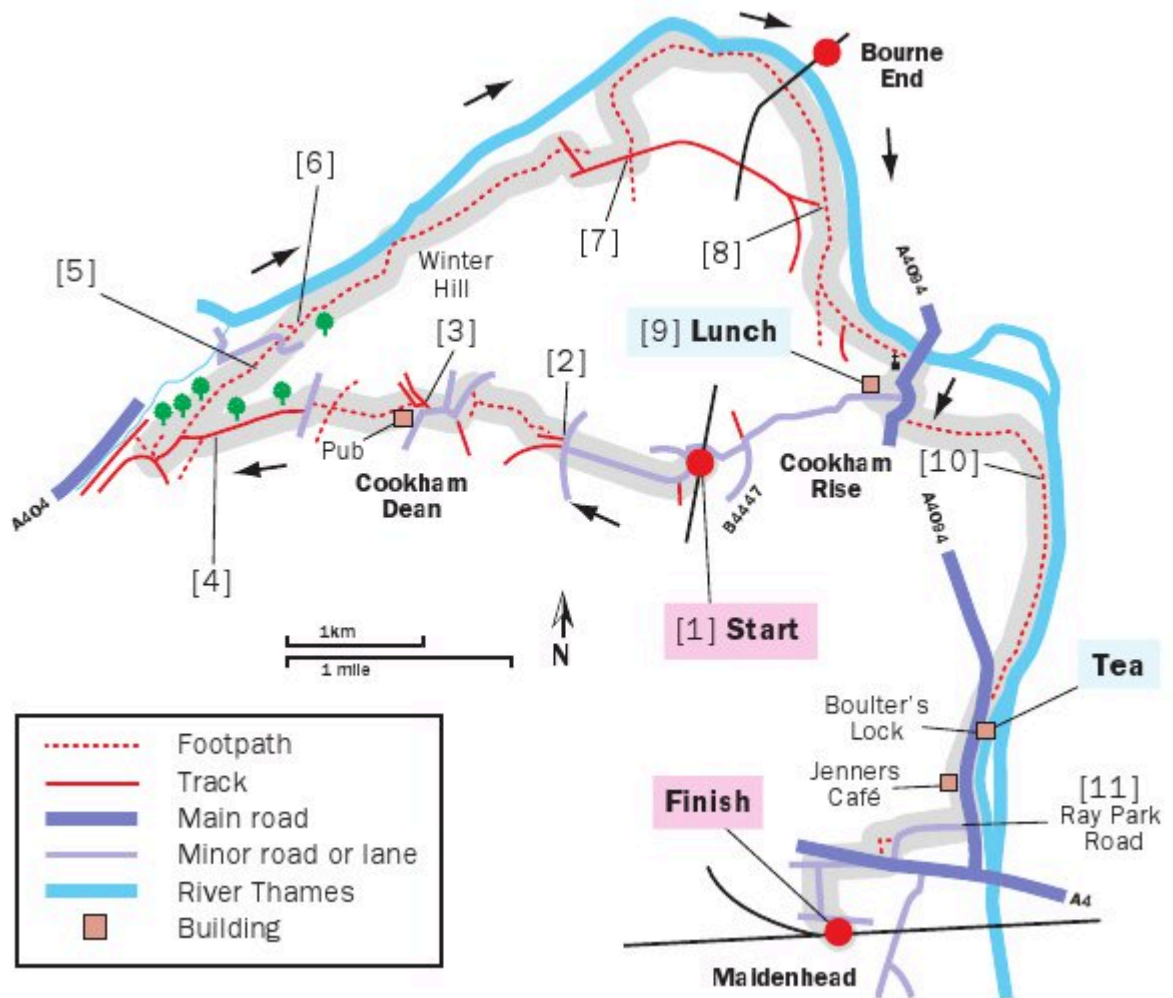 Bourne
End
[6]
[5]
[7]
[8]
A4094
Winter
Hill
[3]
[2]
[9] Lunch
Pub
Cookham
Dean
Cookham
Rise
[10]
B4447
A404
A4094
[4]
[1] Start
1km
1 mile
N
Tea
Boulter's
Lock
Jenners
Café
[11]
Ray Park
Road
Finish
A4
Maidenhead
Footpath
Track
Main road
Minor road or lane
River Thames
Building